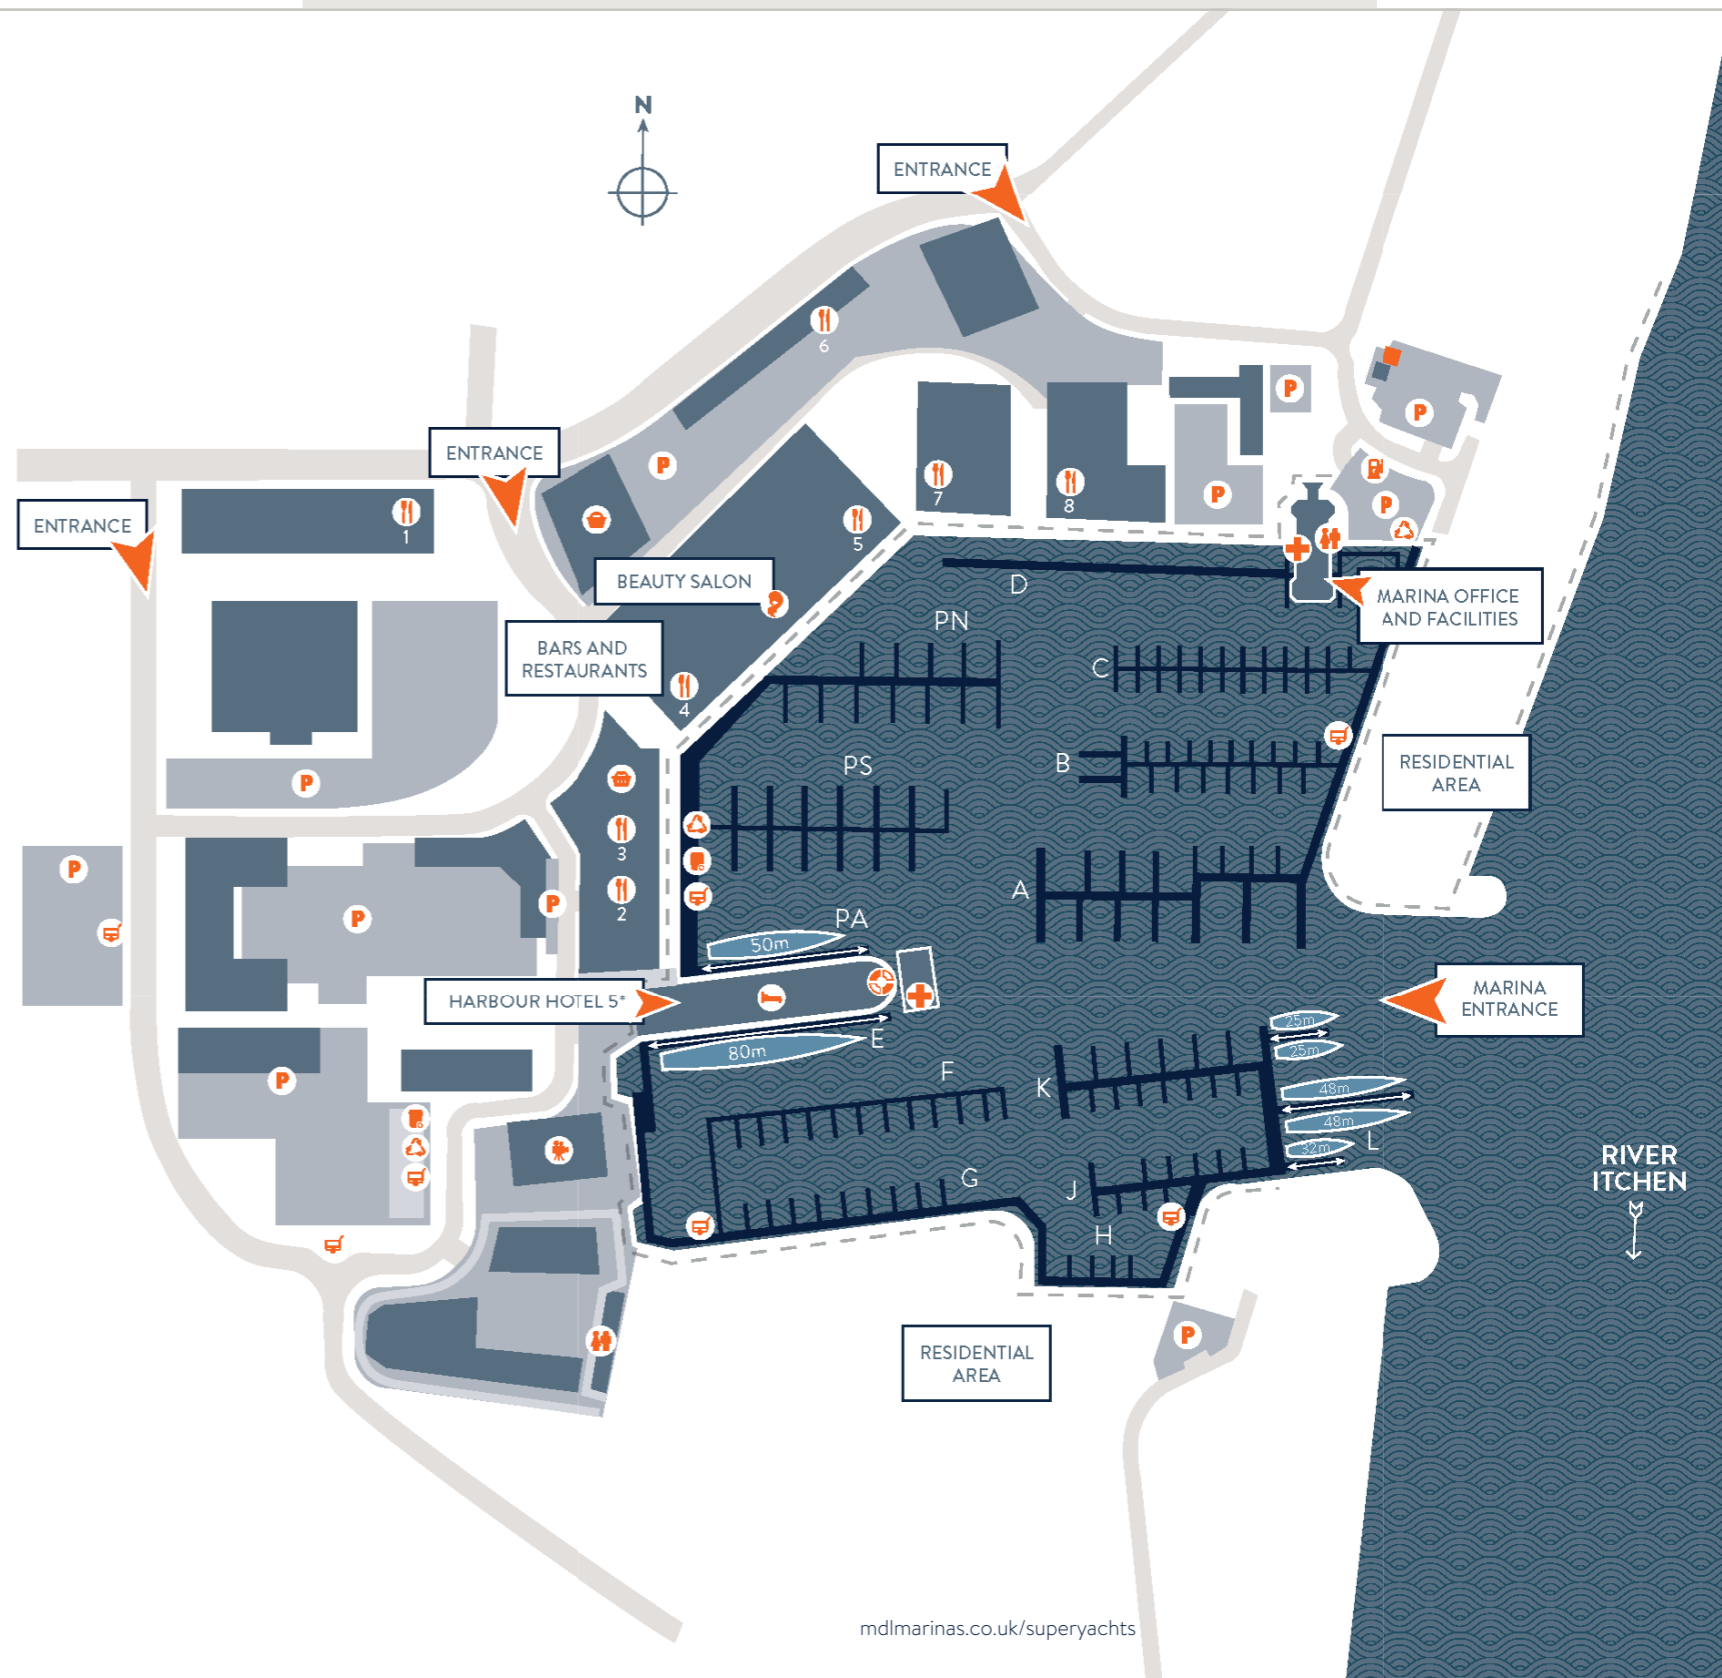 N
ENTRANCE
6
ENTRANCE
P
P
P
ENTRANCE
1
P
7
8
P
P
5
BEAUTY SALON
D
MARINA OFFICE
AND FACILITIES
PN
BARS AND
RESTAURANTS
C
4
PS
B
RESIDENTIAL
AREA
P
3
P
2
P
P
A
PA
50m
HARBOUR HOTEL 5*
MARINA
ENTRANCE
25m
E
80m
25m
P
F
K
48m
48m
L
32m
RIVER
ITCHEN
G
J
H
P
RESIDENTIAL
AREA
mdlmarinas.co.uk/superyachts